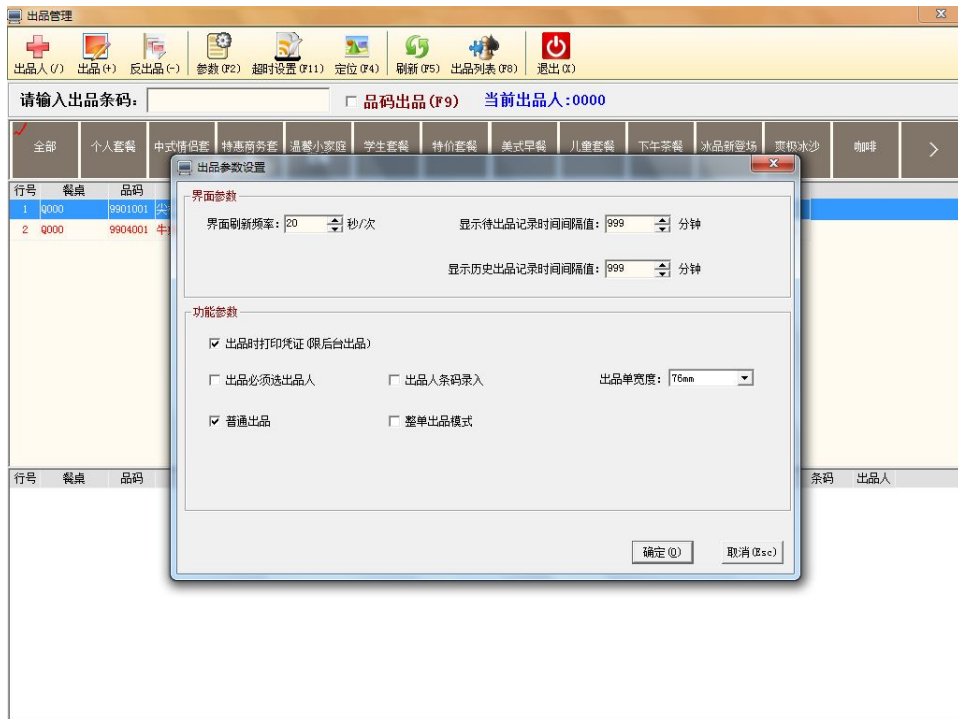 出品管理
出品人(/) 出品(+) 反出品(-) 参数(F2) 超时设置(F11) 定位(F4) 刷新(F5) 出品列表(F8) 退出(X)
请输入出品条码: 品码出品(F9) 当前出品人:0000
全部 个人套餐 中式情侣套 特惠商务套 温馨小家庭 学生套餐 特价套餐 美式早餐 儿童套餐 下午茶餐 冰品新登场 爽极冰沙 咖啡 >
出品参数设置
行号 餐桌 品码
1 Q000 9901001
2 Q000 9904001 牛
界面参数
界面刷新频率: 20 秒/次 显示待出品记录时间间隔值: 999 分钟
显示历史出品记录时间间隔值: 999 分钟
功能参数
出品时打印凭证(限后台出品)
出品必须选出品人 出品人条码录入 出品单宽度: 76mm
普通出品 整单出品模式
行号 餐桌 品码 条码 出品人
确定(O) 取消(Esc)